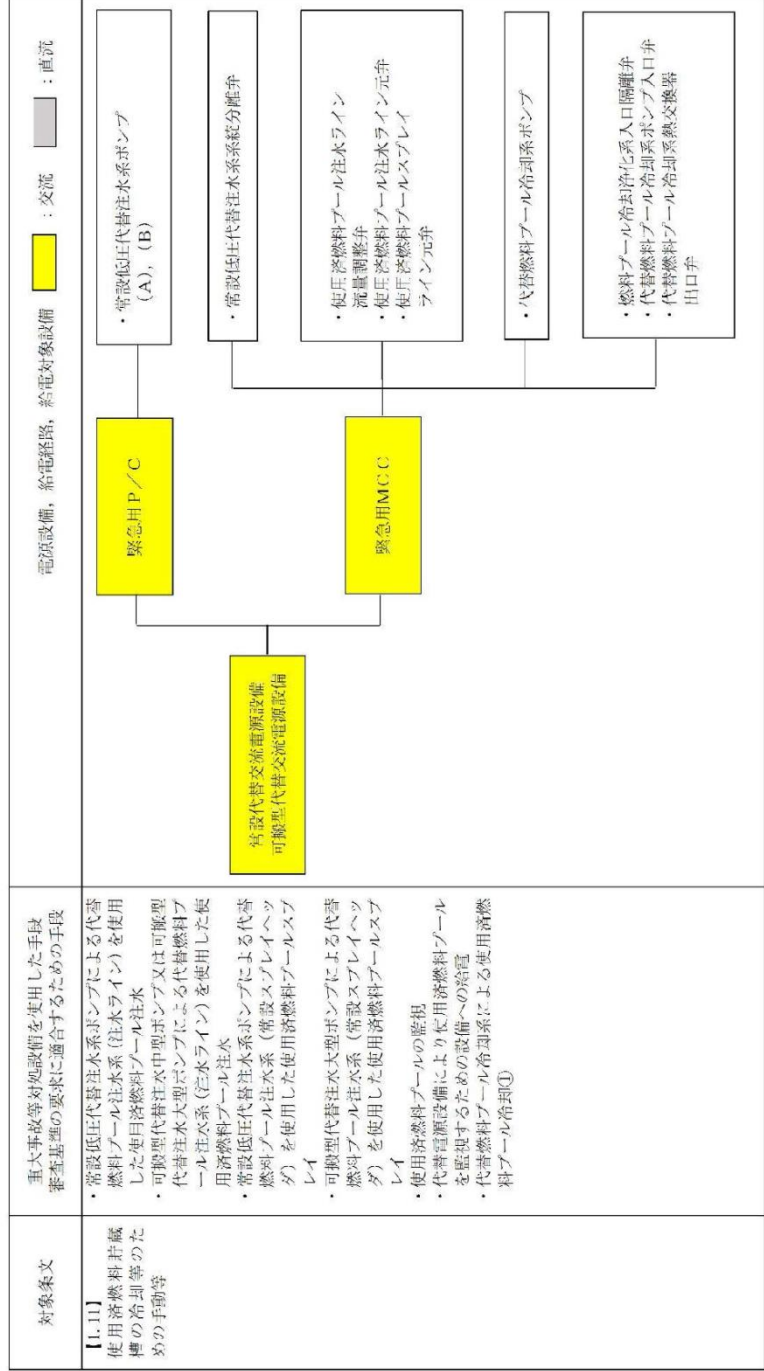 対象条文
【1.11】
使用済燃料貯蔵
槽の冷却等のた
めの手動等
重大事故等対処設備を使用した手段
審査基準の要求に適合するための手段
・常設低圧代替注水系ポンプによる代替
燃料プール注水系（注水ライン）を使用
した使用済燃料プール注水
・可搬型代替注水中型ポンプ又は可搬型
代替注水大型ポンプによる代替燃料プ
ール注水系（注水ライン）を使用した使
用済燃料プール注水
・常設低圧代替注水系ポンプによる代替
燃料プール注水系（常設スプレイヘッ
ダ）を使用した使用済燃料プールスプ
レイ
・可搬型代替注水大型ポンプによる代替
燃料プール注水系（常設スプレイヘッ
ダ）を使用した使用済燃料プールスプ
レイ
・使用済燃料プールの監視
・代替電源設備により使用済燃料プール
を監視するための設備への給電
・代替燃料プール冷却系による使用済燃
料プール冷却①
電源設備，給電経路，給電対象設備
：交流
：直流
常設代替交流電源設備
可搬型代替交流電源設備
緊急用Ｐ／Ｃ
緊急用ＭＣＣ
・常設低圧代替注水系ポンプ
（A），（B）
・常設低圧代替注水系系統分離弁
・使用済燃料プール注水ライン
流量調整弁
・使用済燃料プール注水ライン元弁
・使用済燃料プールスプレイ
ライン元弁
・代替燃料プール冷却系ポンプ
・燃料プール冷却浄化系入口隔離弁
・代替燃料プール冷却系ポンプ入口弁
・代替燃料プール冷却系熱交換器
出口弁